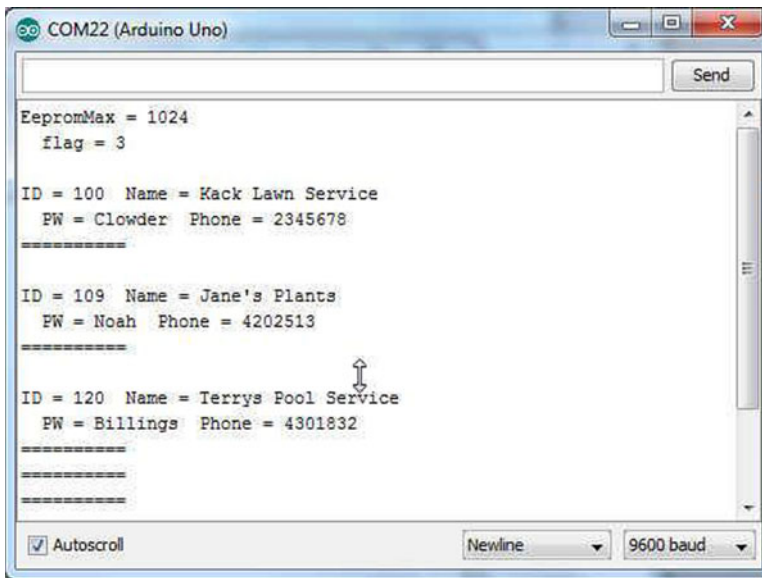 COM22 (Arduino Uno)
Send
EepromMax = 1024
flag = 3
ID = 100 Name = Kack Lawn Service
PW = Clowder Phone = 2345678
==========
ID = 109 Name = Jane's Plants
PW = Noah Phone = 4202513
==========
ID = 120 Name = Terrys Pool Service
PW = Billings Phone = 4301832
==========
==========
==========
Autoscroll Newline 9600 baud